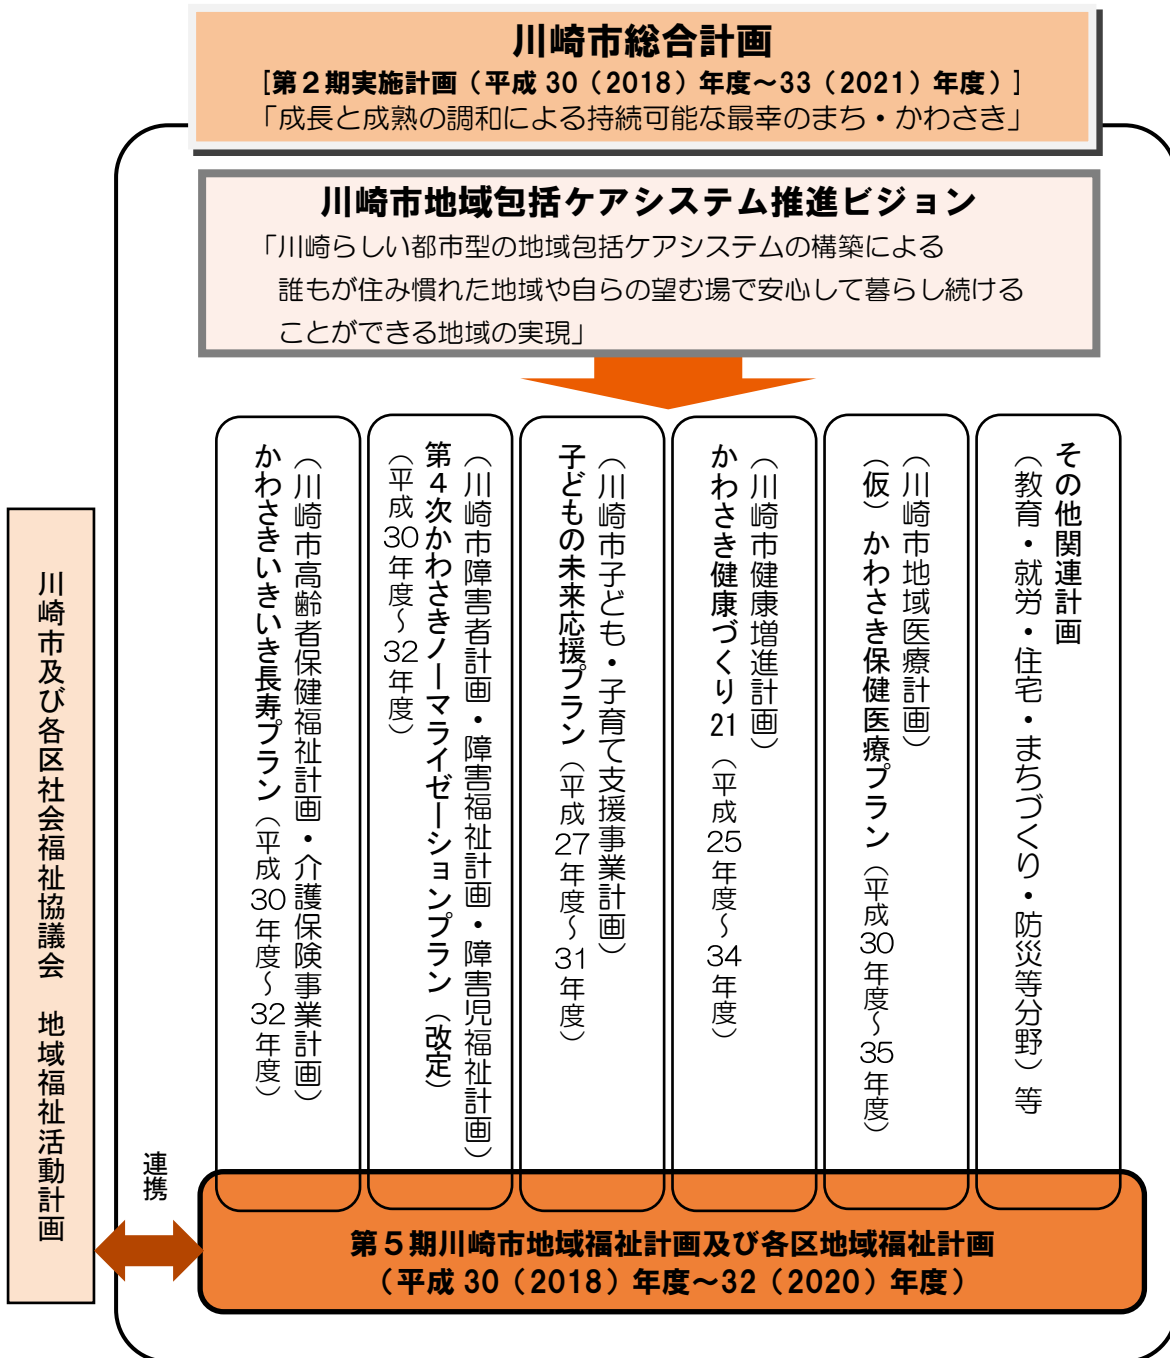 川崎市総合計画
[第２期実施計画（平成 30（2018）年度～33（2021）年度）]
「成長と成熟の調和による持続可能な最幸のまち・かわさき」
川崎市地域包括ケアシステム推進ビジョン
「川崎らしい都市型の地域包括ケアシステムの構築による
誰もが住み慣れた地域や自らの望む場で安心して暮らし続ける
ことができる地域の実現」
その他関連計画
（教育・就労・住宅・まちづくり・防災等分野）等
（川崎市地域医療計画）
（仮）かわさき保健医療プラン（平成30年度～35年度）
（川崎市健康増進計画）
かわさき健康づくり21（平成25年度～34年度）
（川崎市子ども・子育て支援事業計画）
子どもの未来応援プラン（平成27年度～31年度）
（川崎市障害者計画・障害福祉計画・障害児福祉計画）
第４次かわさきノーマライゼーションプラン（改定）
（平成30年度～32年度）
（川崎市高齢者保健福祉計画・介護保険事業計画）
かわさきいきいき長寿プラン（平成30年度～32年度）
川崎市及び各区社会福祉協議会　地域福祉活動計画
連携
第５期川崎市地域福祉計画及び各区地域福祉計画
（平成 30（2018）年度～32（2020）年度）